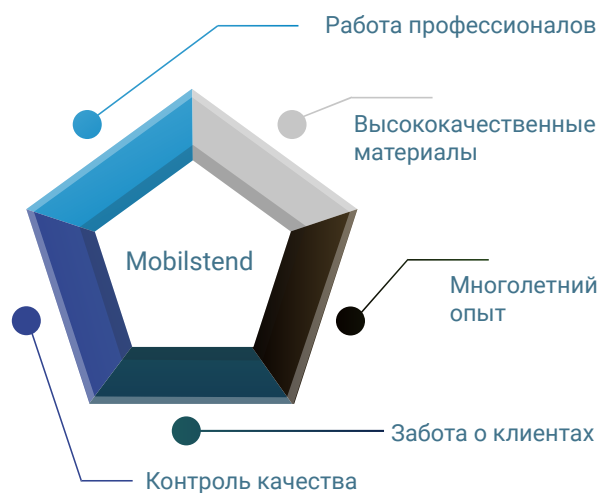 Работа профессионалов
Высококачественные
материалы
Mobilstend
Многолетний
опыт
Забота о клиентах
Контроль качества